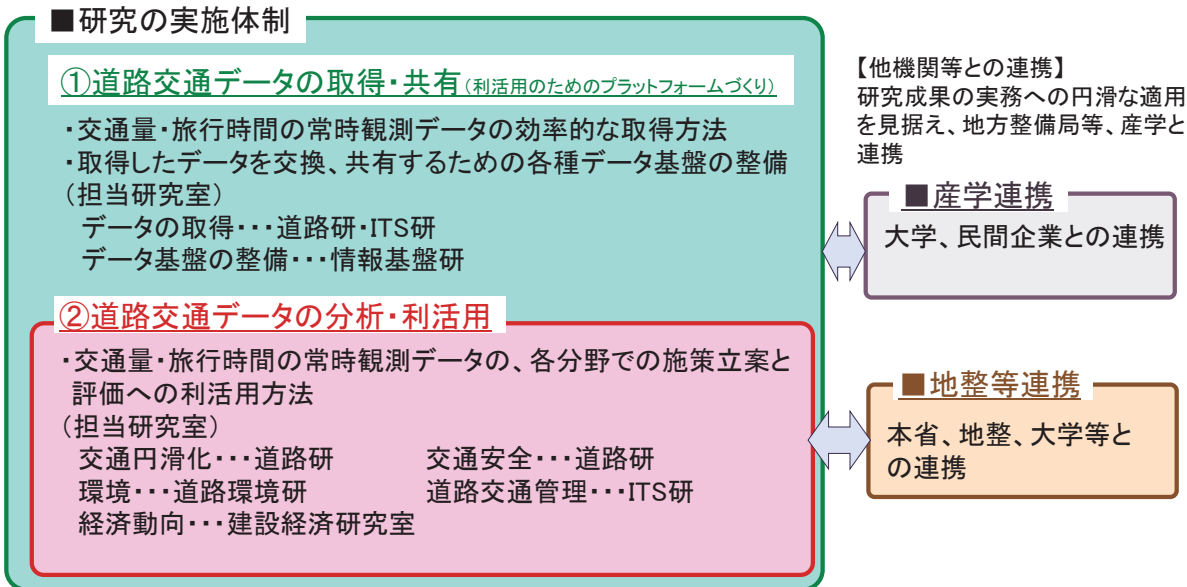 ■研究の実施体制
①道路交通データの取得・共有(利活用のためのプラットフォームづくり)
・交通量・旅行時間の常時観測データの効率的な取得方法
・取得したデータを交換、共有するための各種データ基盤の整備
(担当研究室)
データの取得・・・道路研・ITS研
データ基盤の整備・・・情報基盤研
②道路交通データの分析・利活用
・交通量・旅行時間の常時観測データの、各分野での施策立案と
評価への利活用方法
(担当研究室)
交通円滑化・・・道路研 交通安全・・・道路研
環境・・・道路環境研 道路交通管理・・・ITS研
経済動向・・・建設経済研究室
【他機関等との連携】
研究成果の実務への円滑な適用
を見据え、地方整備局等、産学と
連携
■産学連携
大学、民間企業との連携
■地整等連携
本省、地整、大学等と
の連携